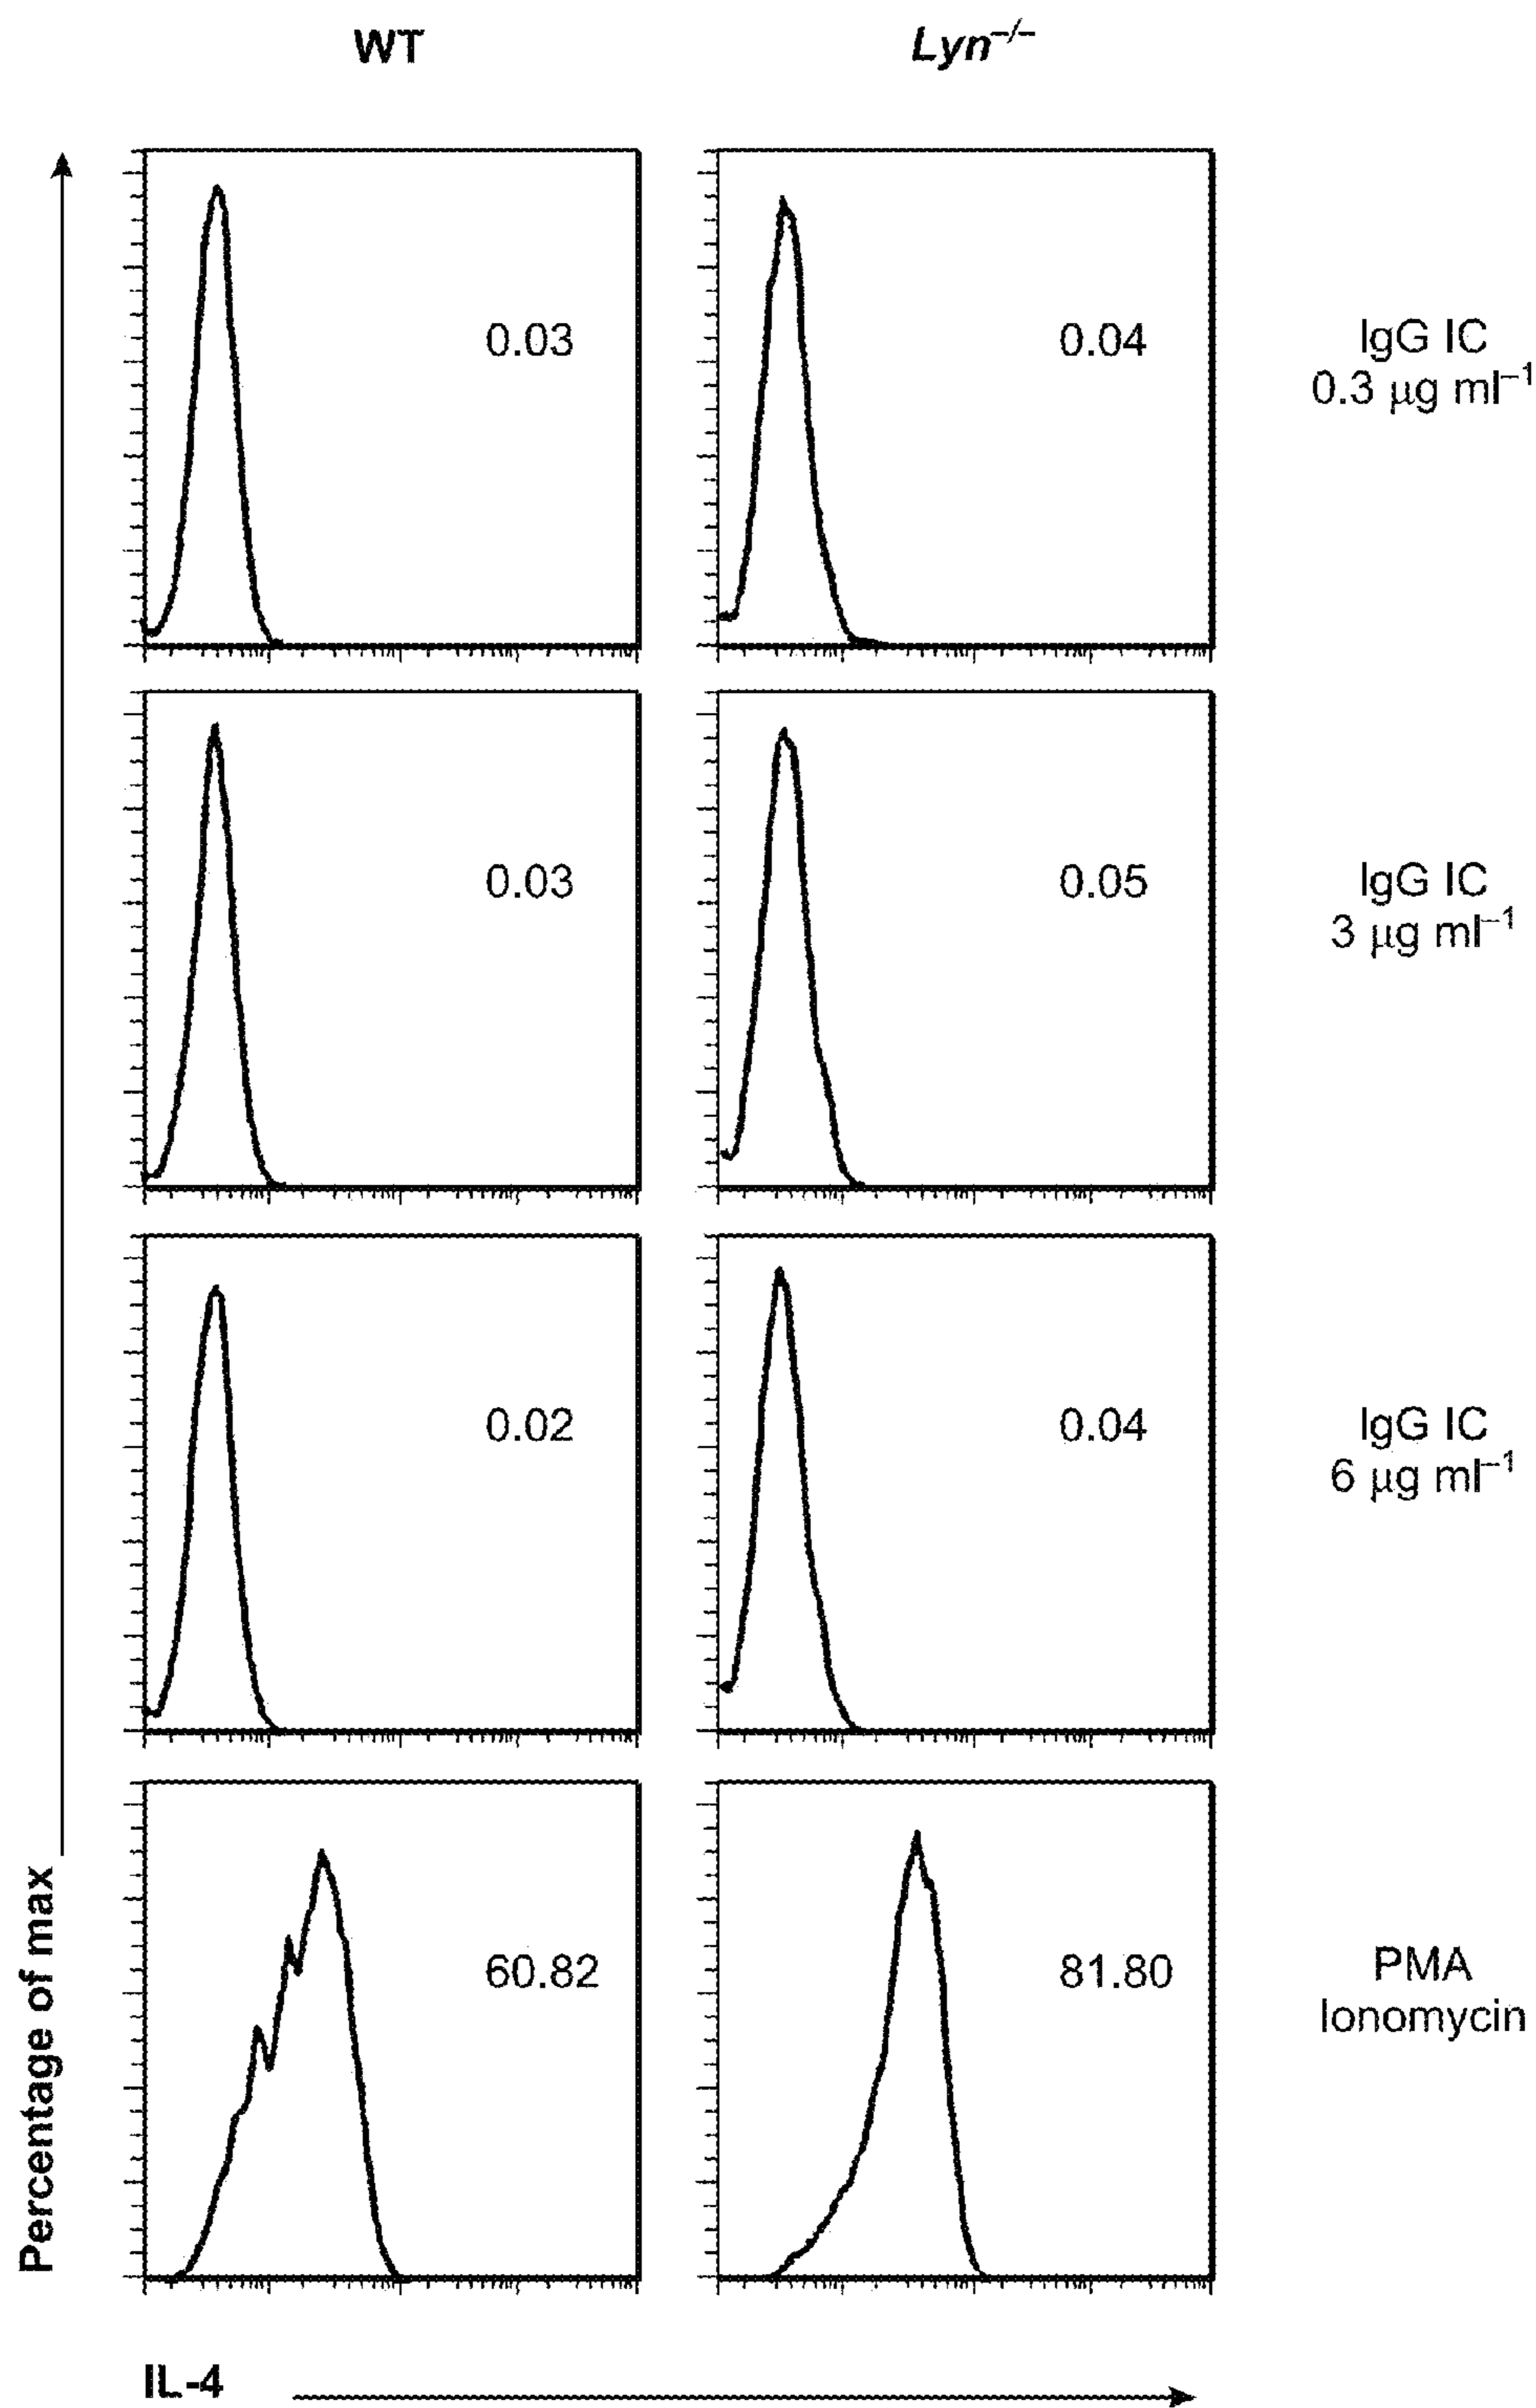 WT
Lyn–/–
0.03
0.04
IgG IC
0.3 µg ml–1
0.03
0.05
IgG IC
3 µg ml–1
0.02
0.04
IgG IC
6 µg ml–1
60.82
81.80
PMA
Ionomycin
Percentage of max
IL-4